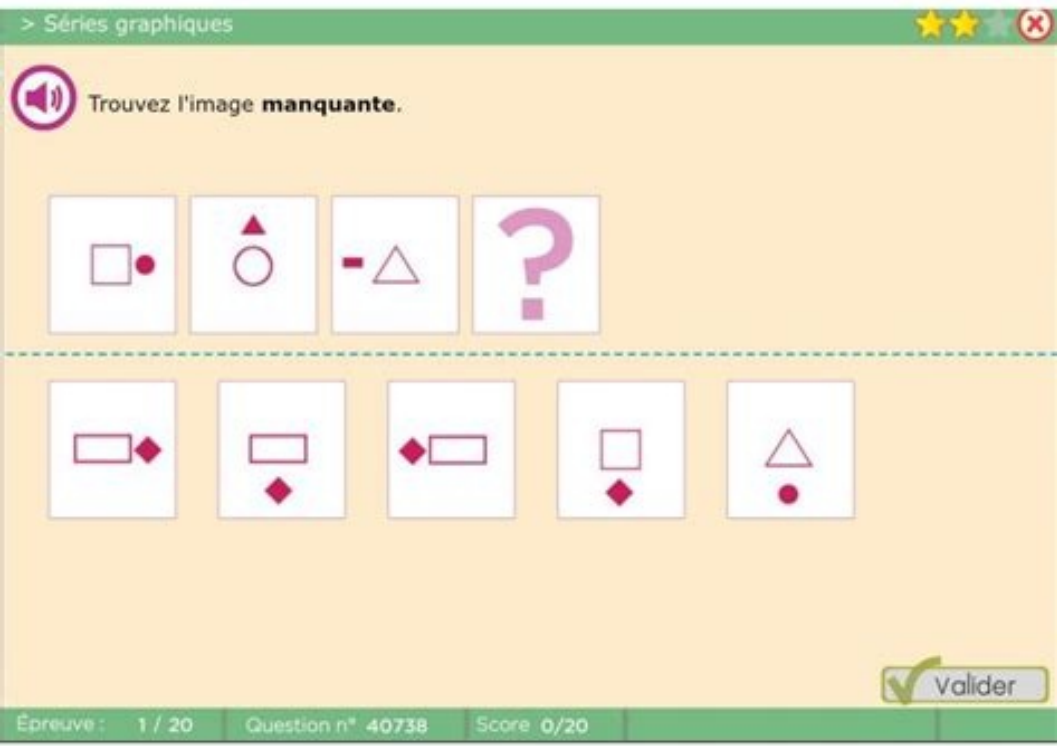 > Séries graphiques
Trouvez l'image manquante.
?
Valider
Épreuve : 1 / 20 Question n° 40738 Score 0/20